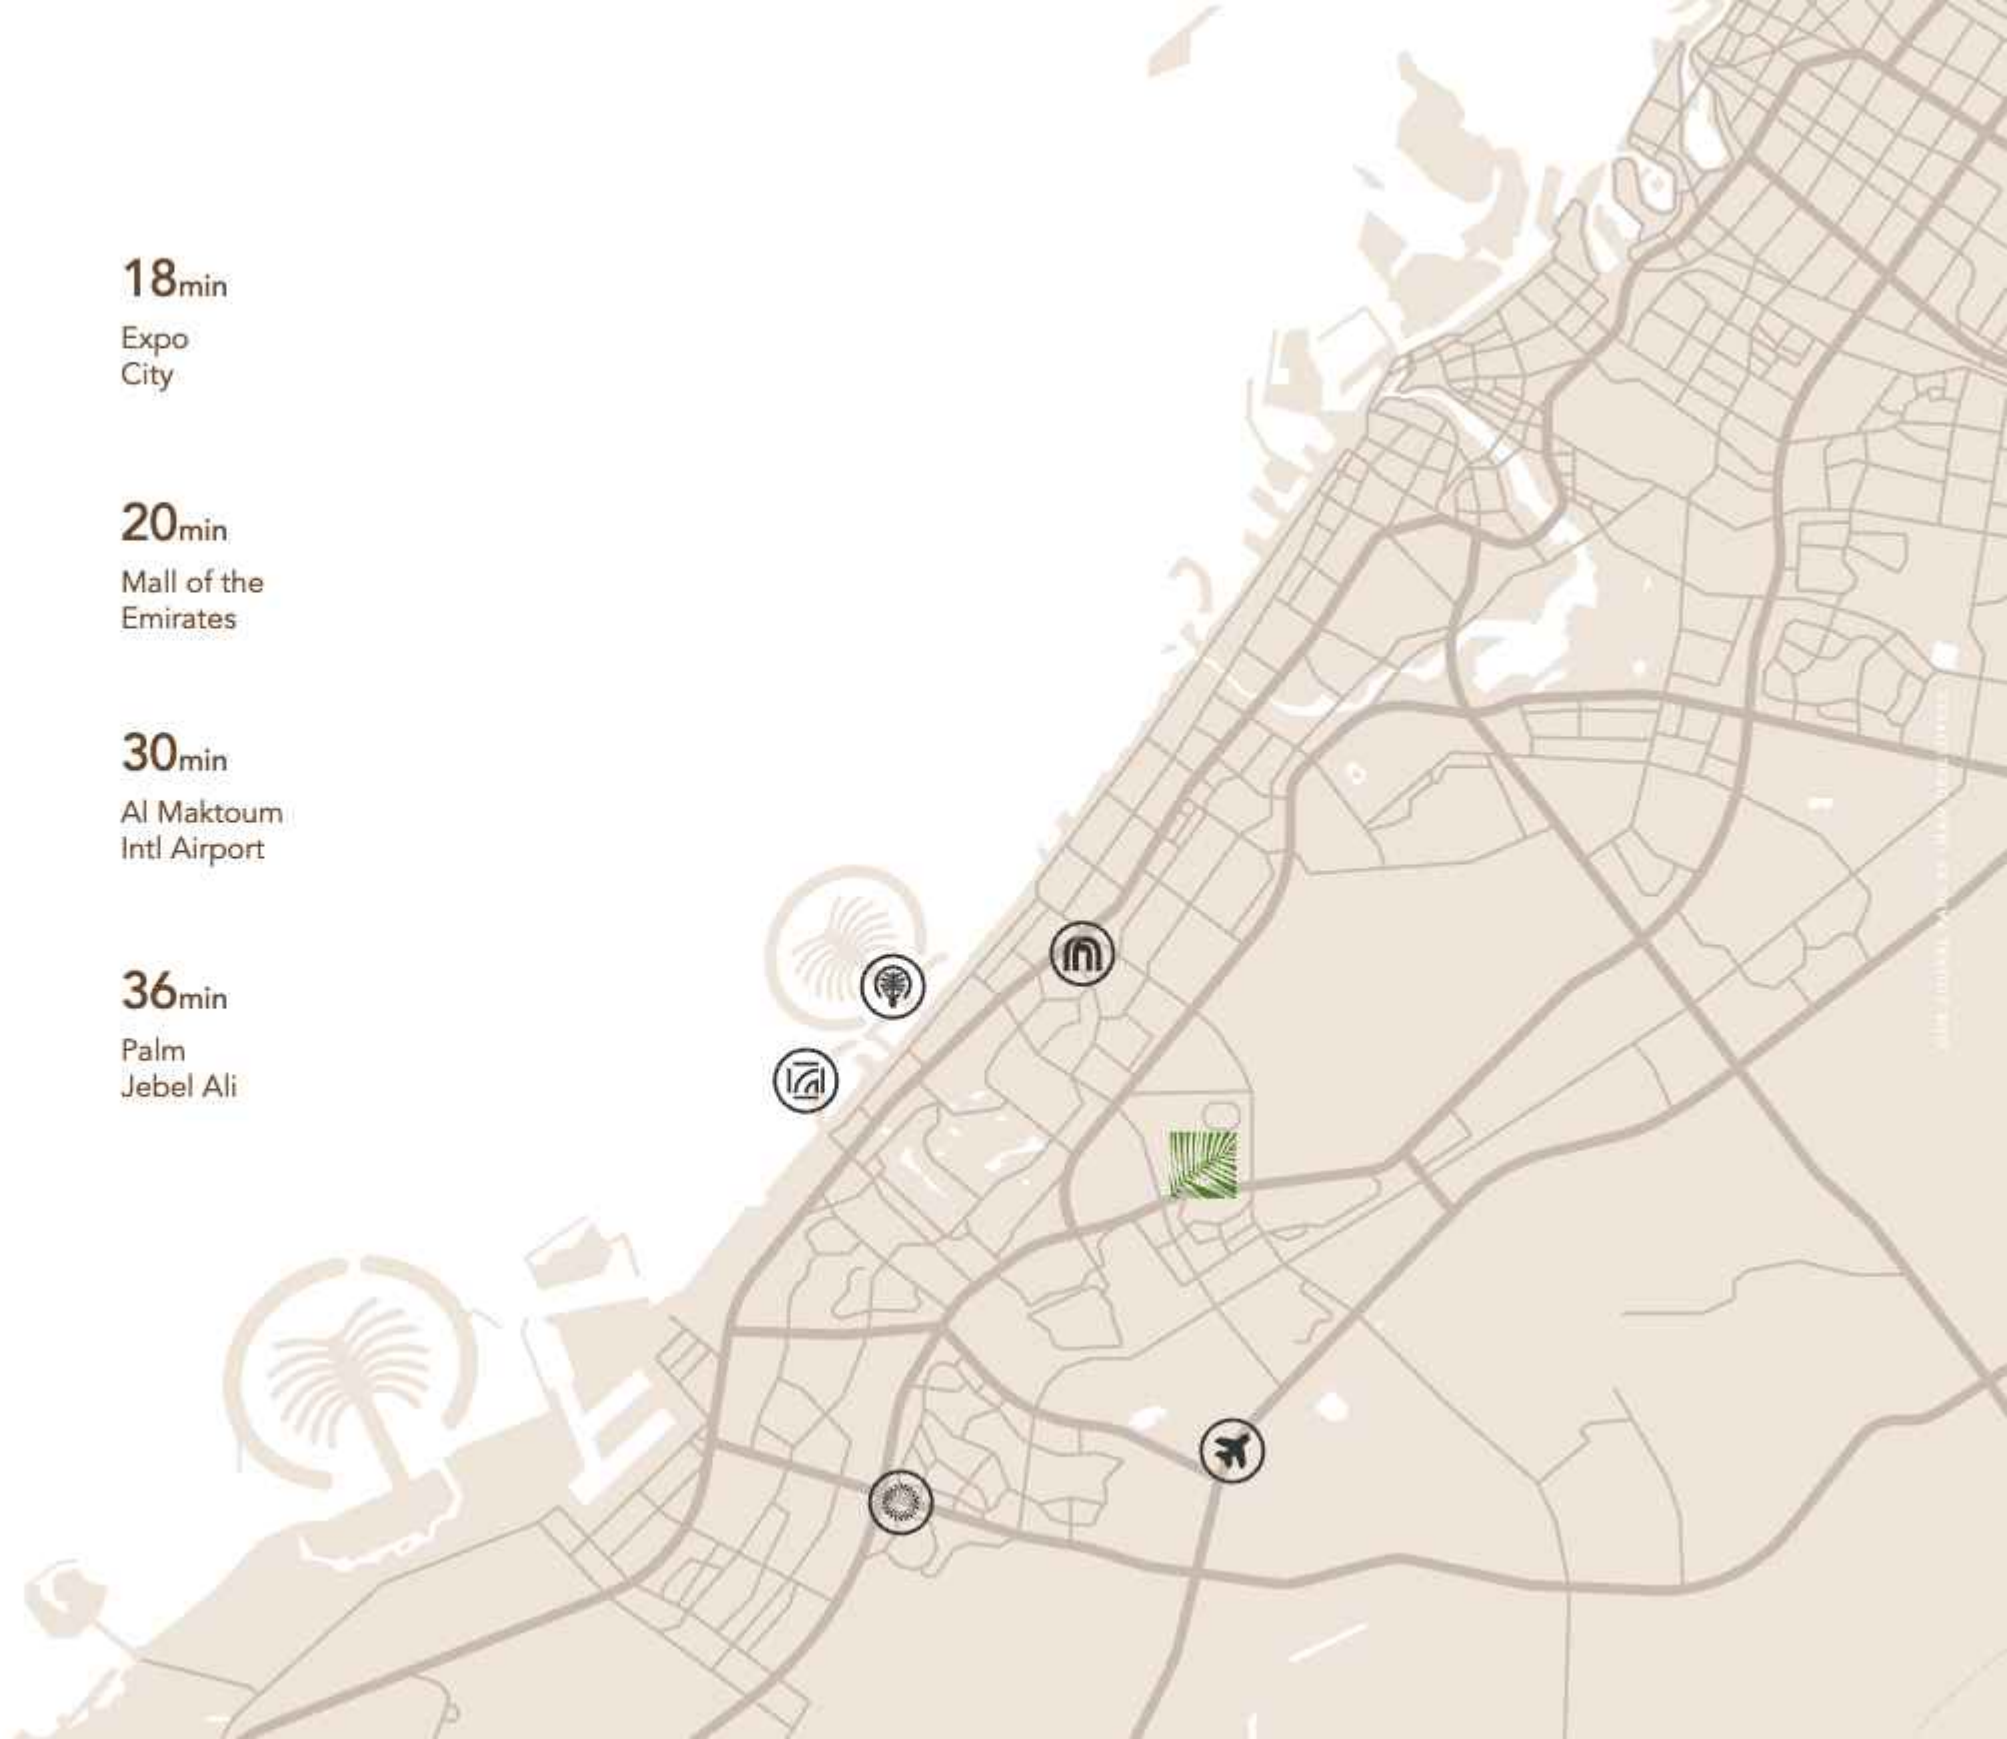 18min
Expo
City
20min
Mall of the
Emirates
30min
Al Maktoum
Intl Airport
36min
Palm
Jebel Ali